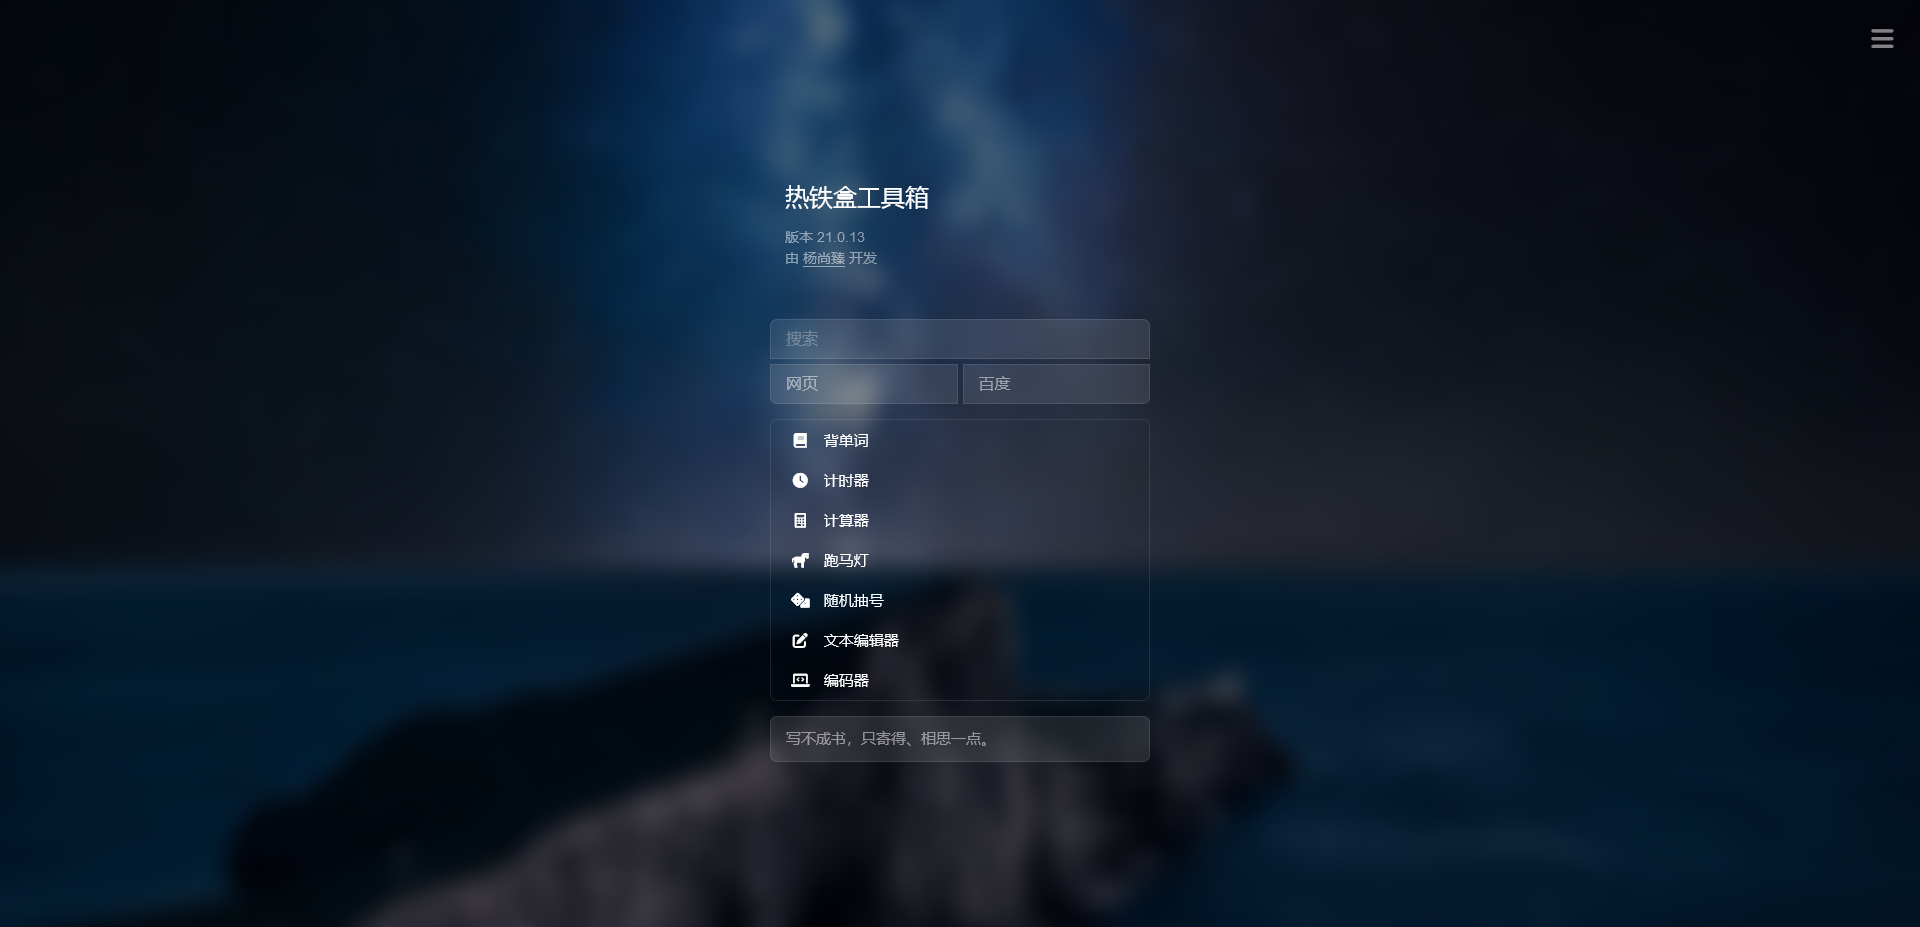 热铁盒工具箱
版本 21.0.13
由 杨尚臻 开发
搜索
网页
百度
背单词
计时器
计算器
跑马灯
随机抽号
文本编辑器
编码器
写不成书，只寄得、相思一点。